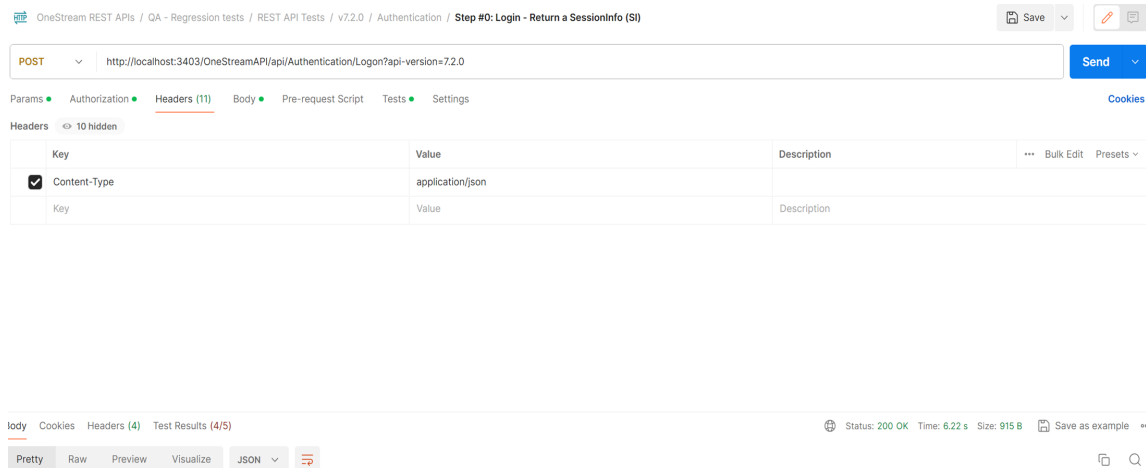 HTTP OneStream REST APIs / QA - Regression tests / REST API Tests / v7.2.0 / Authentication / Step #0: Login - Return a SessionInfo (SI) Save
POST http://localhost:3403/OneStreamAPI/api/Authentication/Logon?api-version=7.2.0 Send
Params Authorization Headers (11) Body Pre-request Script Tests Settings Cookies
Headers 10 hidden
Key Value Description ••• Bulk Edit Presets
Content-Type application/json
Key Value Description
Body Cookies Headers (4) Test Results (4/5) Status: 200 OK Time: 6.22 s Size: 915 B Save as example
Pretty Raw Preview Visualize JSON